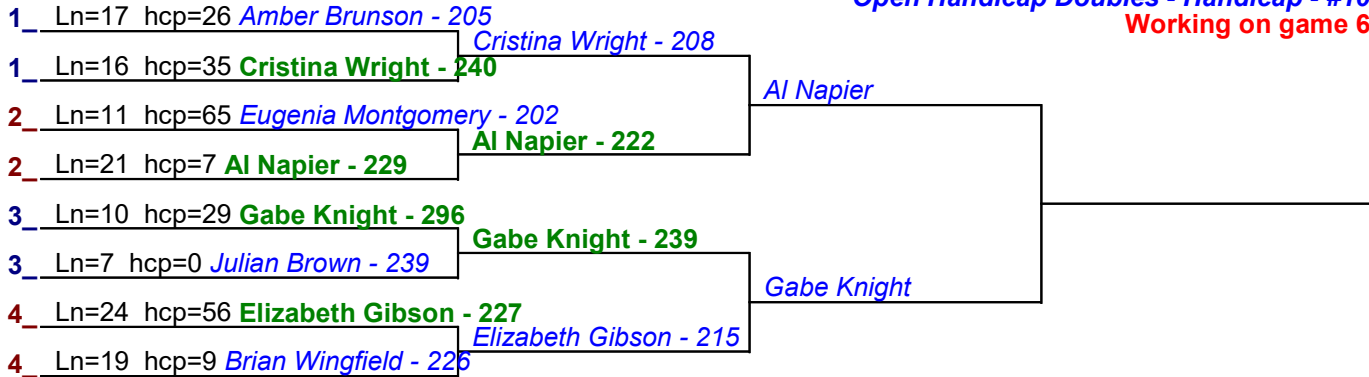 Open Handicap Doubles - Handicap - #10
Working on game 6
1_ Ln=17 hcp=26 Amber Brunson - 205
Cristina Wright - 208
1_ Ln=16 hcp=35 Cristina Wright - 240
Al Napier
2_ Ln=11 hcp=65 Eugenia Montgomery - 202
Al Napier - 222
2_ Ln=21 hcp=7 Al Napier - 229
3_ Ln=10 hcp=29 Gabe Knight - 296
Gabe Knight - 239
3_ Ln=7 hcp=0 Julian Brown - 239
Gabe Knight
4_ Ln=24 hcp=56 Elizabeth Gibson - 227
Elizabeth Gibson - 215
4_ Ln=19 hcp=9 Brian Wingfield - 226